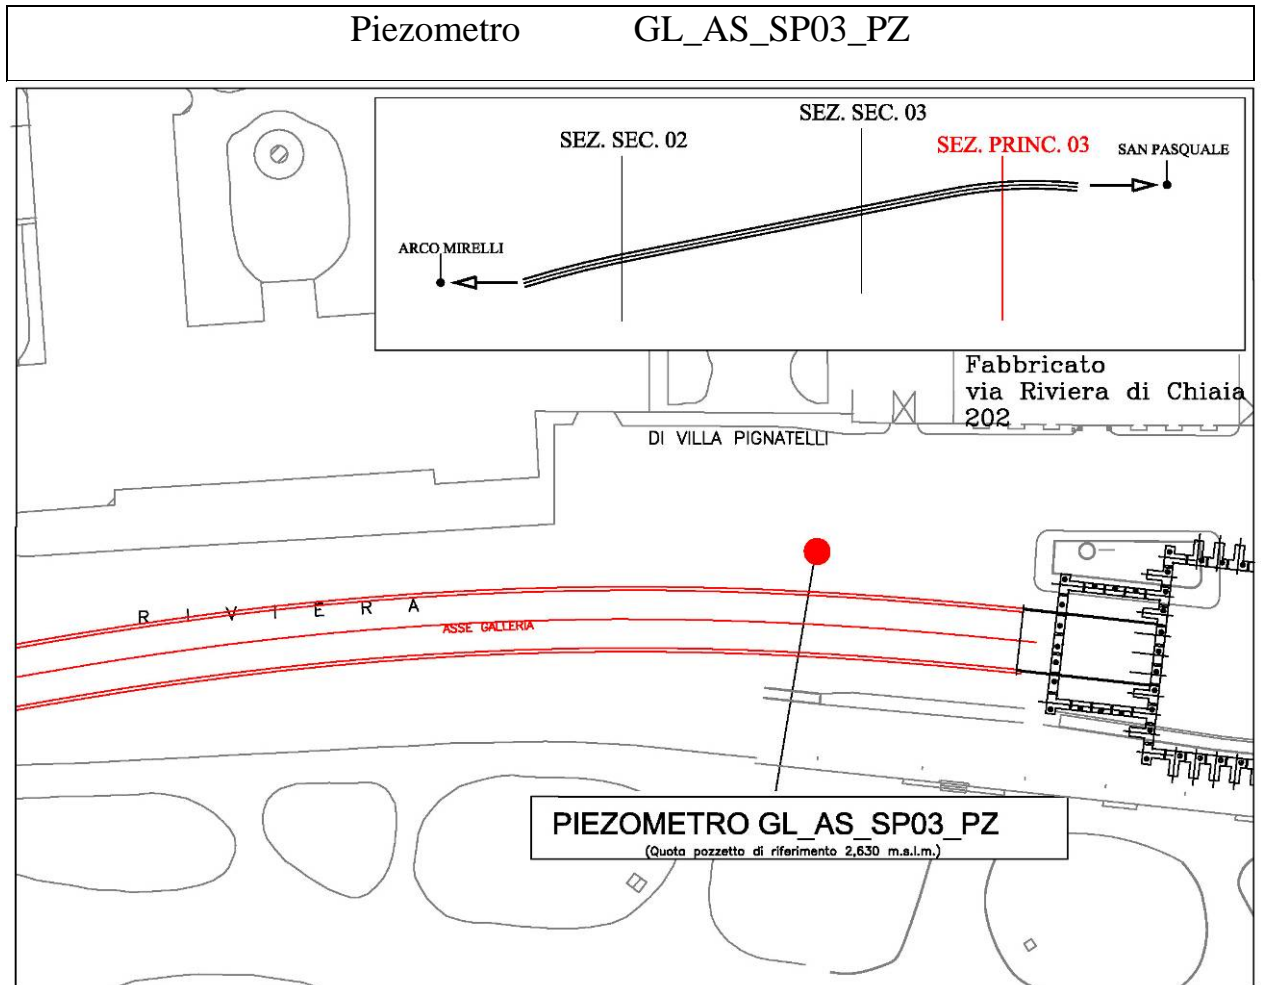 Piezometro GL_AS_SP03_PZ
SEZ. SEC. 03
SEZ. SEC. 02
SEZ. PRINC. 03
SAN PASQUALE
ARCO MIRELLI
Fabbricato
via Riviera di Chiaia
202
DI VILLA PIGNATELLI
RIVIERA
ASSE GALLERIA
PIEZOMETRO GL_AS_SP03_PZ
(Quota pozzetto di riferimento 2,630 m.s.l.m.)